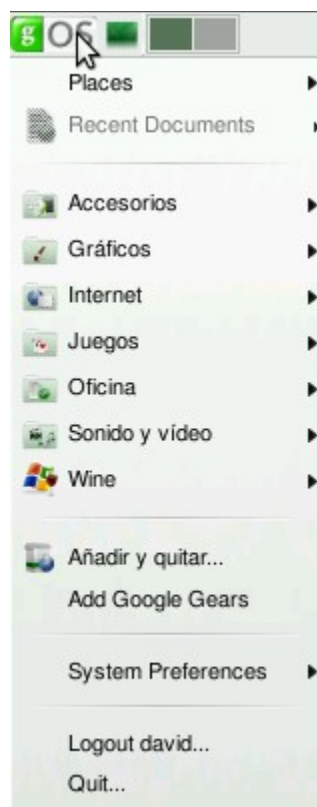 g OS
Places
Recent Documents
Accesorios
Gráficos
Internet
Juegos
Oficina
Sonido y vídeo
Wine
Añadir y quitar...
Add Google Gears
System Preferences
Logout david...
Quit...